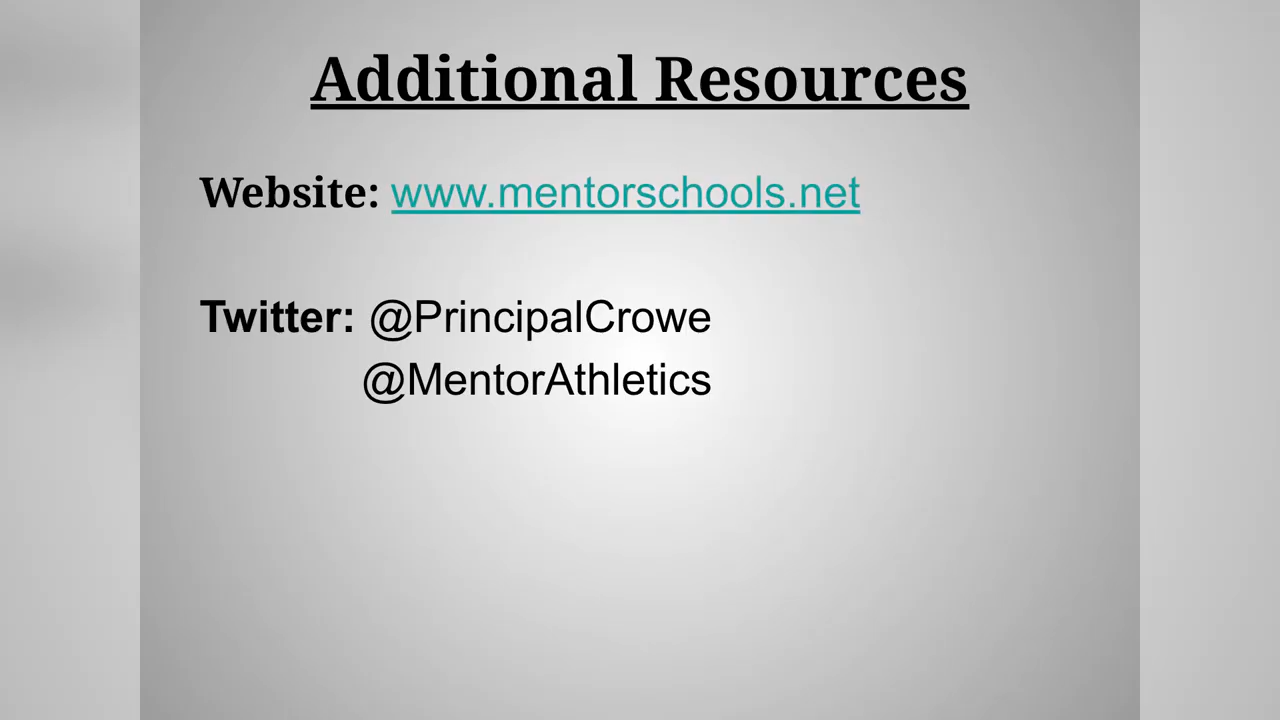 Additional Resources
Website: www.mentorschools.net
Twitter: @PrincipalCrowe
@MentorAthletics